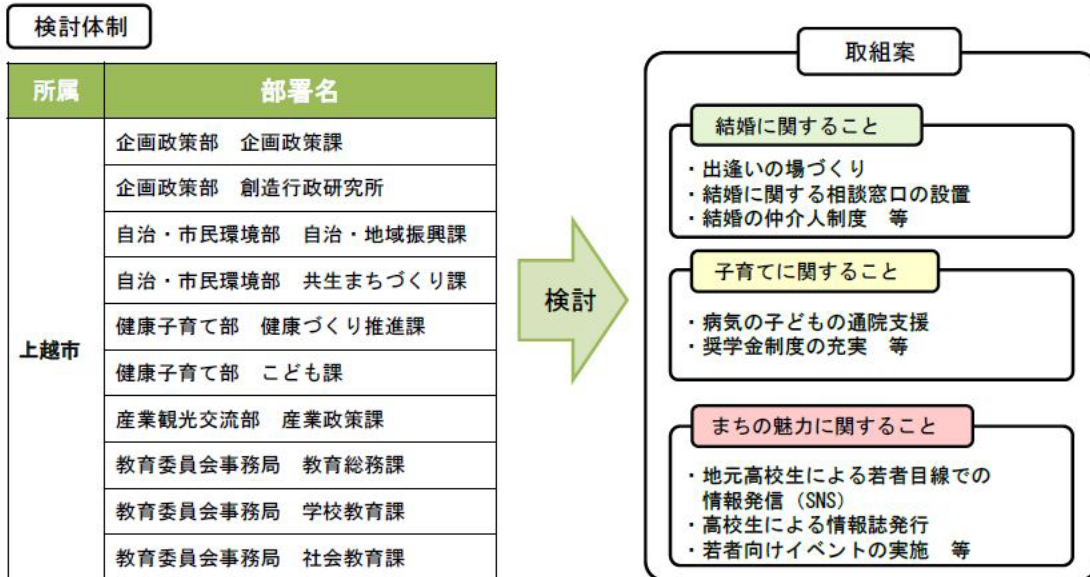 検討体制
所属 部署名
上越市
企画政策部 企画政策課
企画政策部 創造行政研究所
自治・市民環境部 自治・地域振興課
自治・市民環境部 共生まちづくり課
健康子育て部 健康づくり推進課
健康子育て部 こども課
産業観光交流部 産業政策課
教育委員会事務局 教育総務課
教育委員会事務局 学校教育課
教育委員会事務局 社会教育課
検討
取組案
結婚に関すること
・出逢いの場づくり
・結婚に関する相談窓口の設置
・結婚の仲介人制度 等
子育てに関すること
・病気の子どもの通院支援
・奨学金制度の充実 等
まちの魅力に関すること
・地元高校生による若者目線での
情報発信(SNS)
・高校生による情報誌発行
・若者向けイベントの実施 等